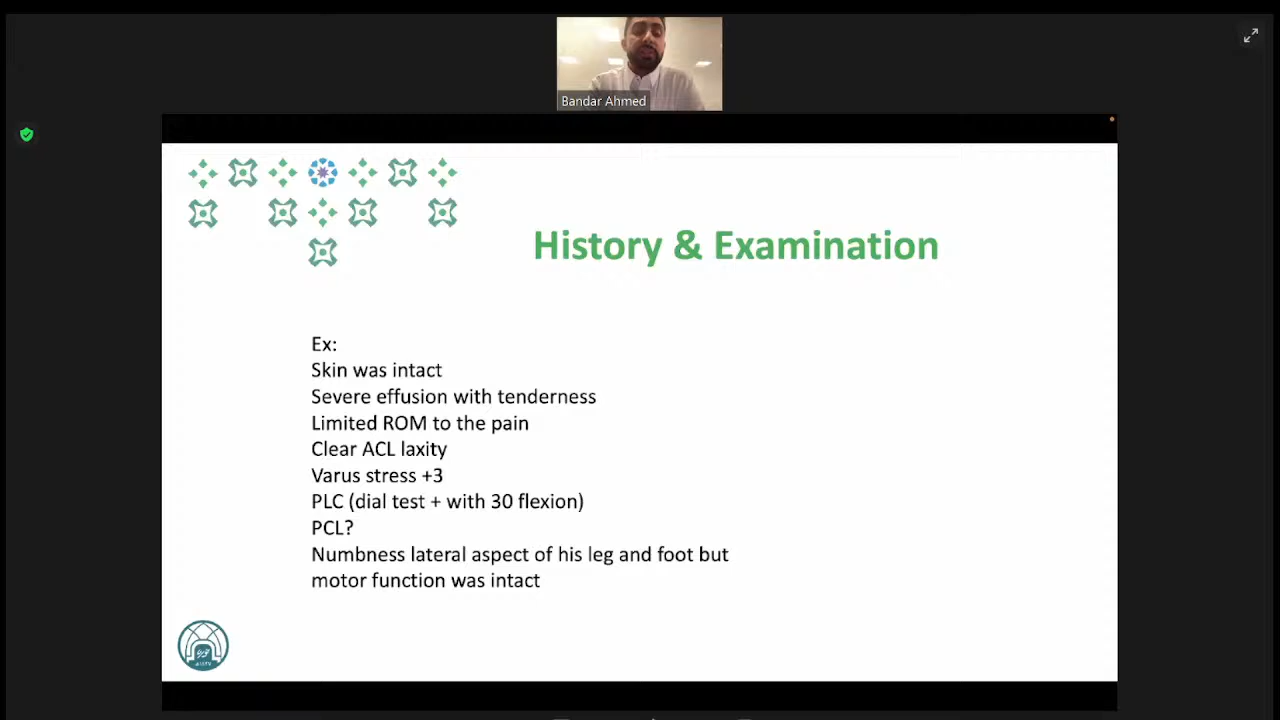 Bandar Ahmed
History & Examination
Ex:
Skin was intact
Severe effusion with tenderness
Limited ROM to the pain
Clear ACL laxity
Varus stress +3
PLC (dial test + with 30 flexion)
PCL?
Numbness lateral aspect of his leg and foot but
motor function was intact